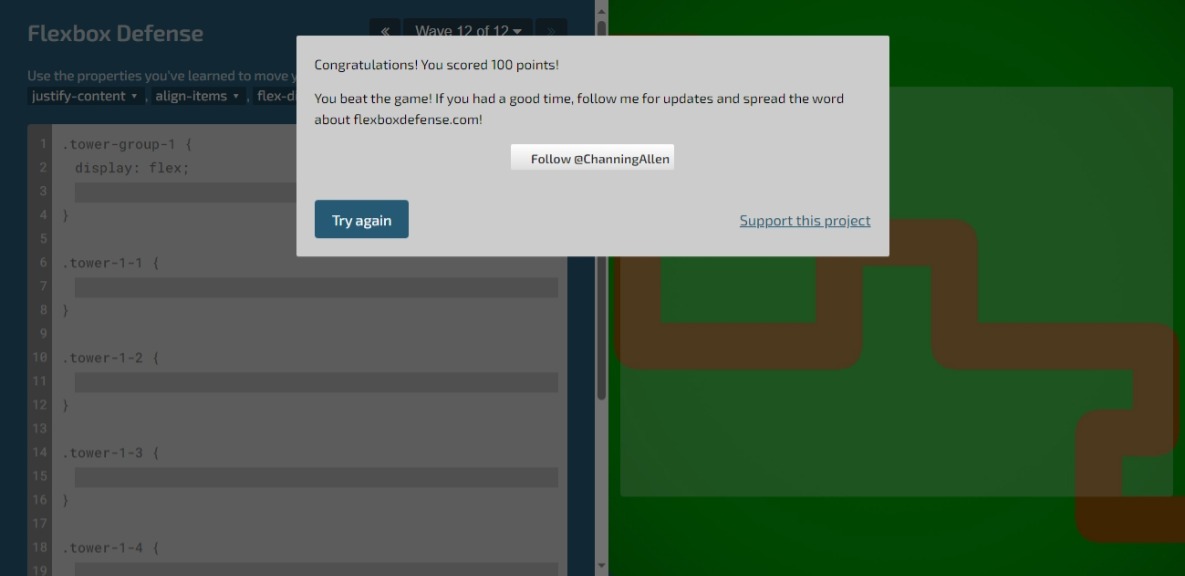 Flexbox Defense
« Wave 12 of 12 ▾ »
Use the properties you've learned to move y
justify-content ▾ , align-items ▾ , flex-di
Congratulations! You scored 100 points!
You beat the game! If you had a good time, follow me for updates and spread the word
about flexboxdefense.com!
Follow @ChanningAllen
Try again
Support this project
1 .tower-group-1 {
2 display: flex;
3
4 }
5
6 .tower-1-1 {
7
8 }
9
10 .tower-1-2 {
11
12 }
13
14 .tower-1-3 {
15
16 }
17
18 .tower-1-4 {
19